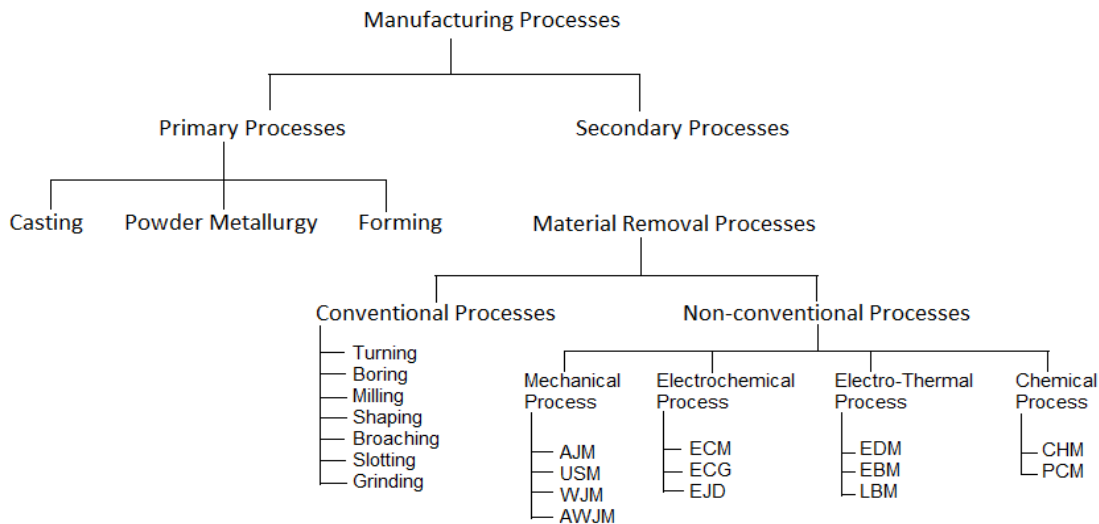 Manufacturing Processes
Primary Processes
Secondary Processes
Casting
Powder Metallurgy
Forming
Material Removal Processes
Conventional Processes
Non-conventional Processes
Turning
Boring
Milling
Shaping
Broaching
Slotting
Grinding
Mechanical
Process
AJM
USM
WJM
AWJM
Electrochemical
Process
ECM
ECG
EJD
Electro-Thermal
Process
EDM
EBM
LBM
Chemical
Process
CHM
PCM